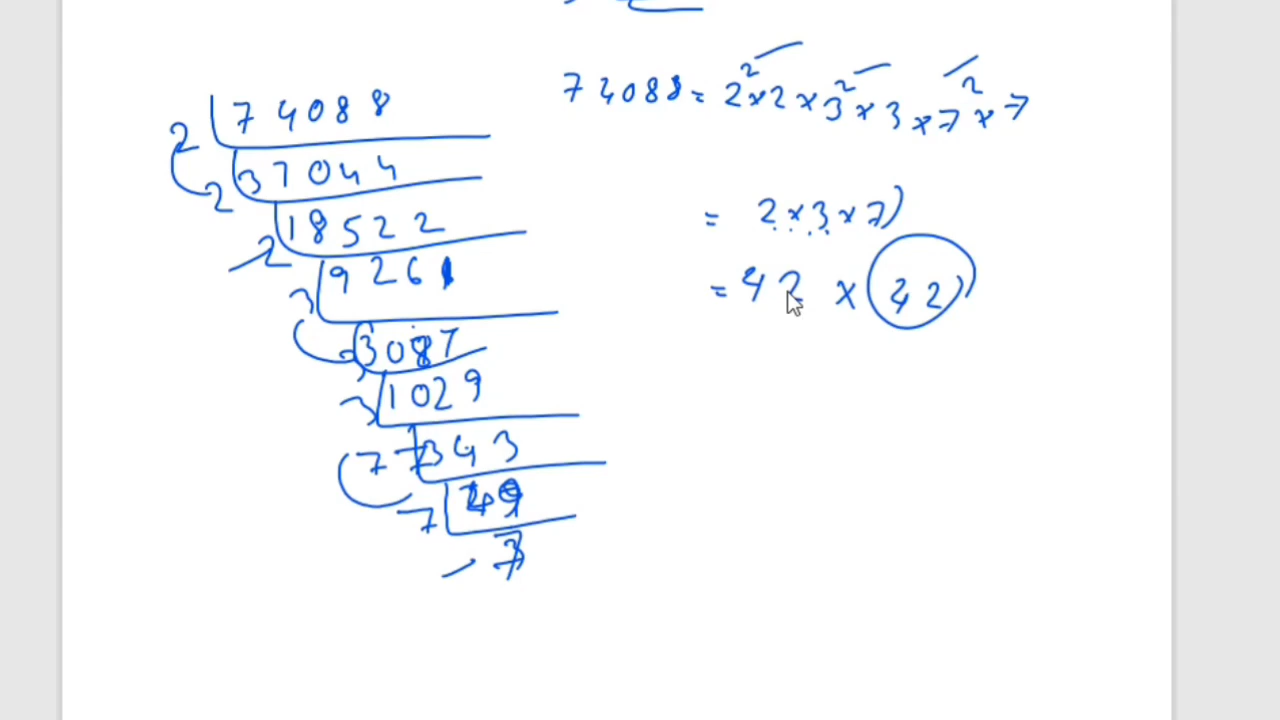 74088 = 2² × 2 × 3² × 3 × 7² × 7
2 | 74088
2 | 37044
2 | 18522
3 | 9261
3 | 3087
3 | 1029
7 7 | 343
7 | 49
7
= 2 × 3 × 7)
= 42 × 42)